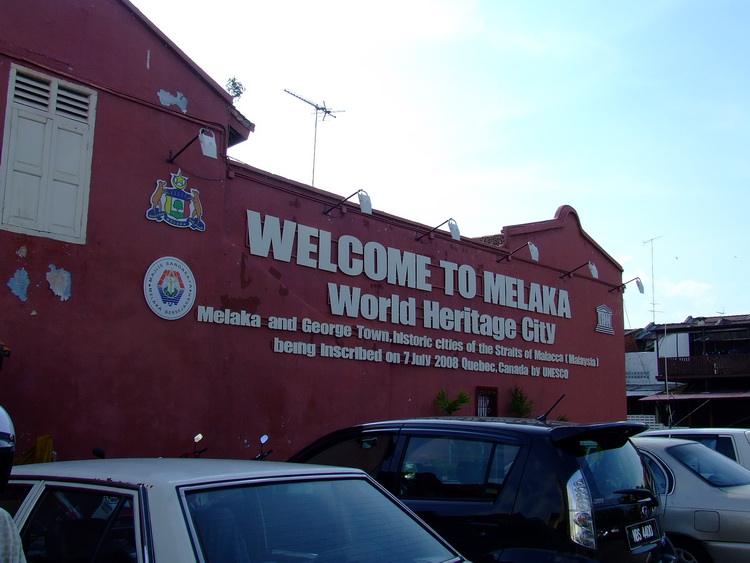 WELCOME TO MELAKA
World Heritage City
Melaka and George Town, historic cities of the Straits of Malacca (Malaysia)
being inscribed on 7 July 2008 Quebec, Canada by UNESCO